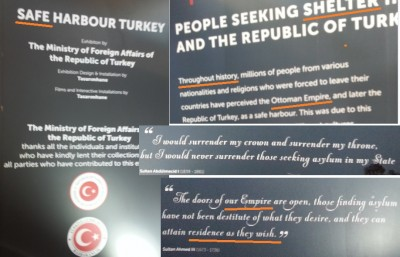 SAFE HARBOUR TURKEY
Exhibition by
The Ministry of Foreign Affairs of
the Republic of Turkey
Exhibition Design & Installation by
Films and Interactive Installations by
The Ministry of Foreign Affairs
the Republic of Turkey
thanks all the individuals and institu
who have kindly lent their collection
all parties who have contributed to this e
PEOPLE SEEKING SHELTER I
AND THE REPUBLIC OF TURK
Throughout history, millions of people from various
nationalities and religions who were forced to leave their
countries have perceived the Ottoman Empire, and later the
Republic of Turkey, as a safe harbour. This was due to this
“
I would surrender my crown and surrender my throne,
but I would never surrender those seeking asylum in my State
“
The doors of our Empire are open, those finding asylum
have not been destitute of what they desire, and they can
attain residence as they wish.”